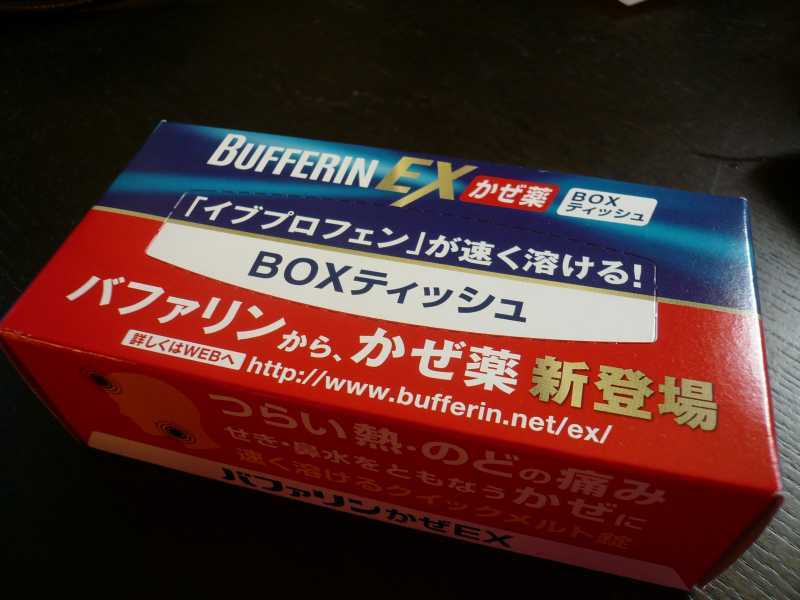 BUFFERIN EX かぜ薬 BOXティッシュ
「イブプロフェン」が速く溶ける!
BOXティッシュ
バファリンから、かぜ薬 新登場
詳しくはWEBへ http://www.bufferin.net/ex/
つらい熱・のどの痛み
せき・鼻水をともなうかぜに
速く溶けるクイックメルト錠
バファリンかぜEX